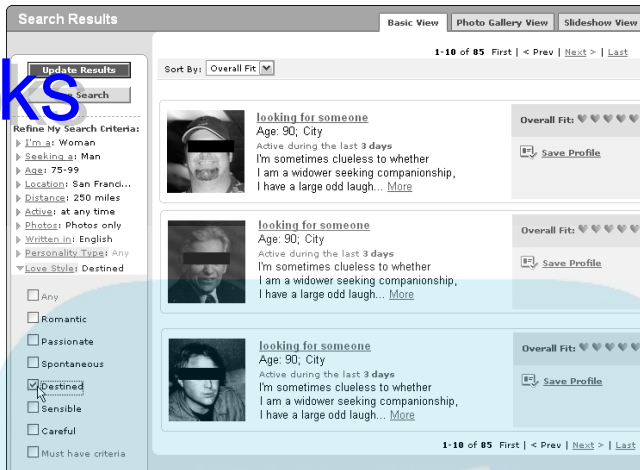 Search Results
Basic View
Photo Gallery View
Slideshow View
1-10 of 85 First | < Prev | Next > | Last
Update Results
Sort By: Overall Fit
ks
Search
Refine My Search Criteria:
I'm a: Woman
Seeking a: Man
Age: 75-99
Location: San Franci...
Distance: 250 miles
Active: at any time
Photos: Photos only
Written in: English
Personality Type: Any
Love Style: Destined
Any
Romantic
Passionate
Spontaneous
Destined
Sensible
Careful
Must have criteria
looking for someone
Age: 90; City
Active during the last 3 days
I'm sometimes clueless to whether
I am a widower seeking companionship,
I have a large odd laugh... More
Overall Fit:
Save Profile
looking for someone
Age: 90; City
Active during the last 3 days
I'm sometimes clueless to whether
I am a widower seeking companionship,
I have a large odd laugh... More
Overall Fit:
Save Profile
looking for someone
Age: 90; City
Active during the last 3 days
I'm sometimes clueless to whether
I am a widower seeking companionship,
I have a large odd laugh... More
Overall Fit:
Save Profile
1-10 of 85 First | < Prev | Next > | Last